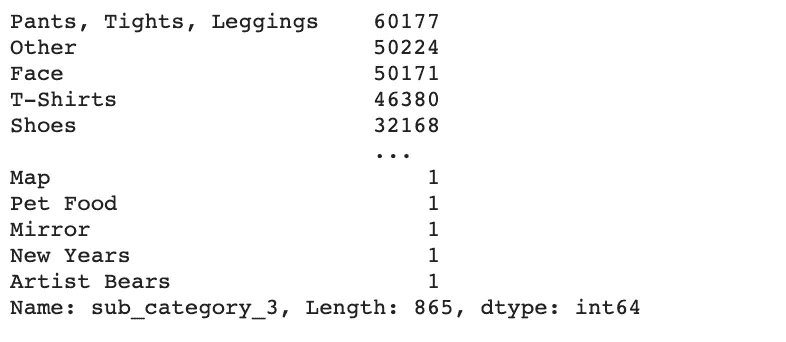 Pants, Tights, Leggings    60177
Other                      50224
Face                       50171
T-Shirts                   46380
Shoes                      32168
                           ...
Map                            1
Pet Food                       1
Mirror                         1
New Years                      1
Artist Bears                   1
Name: sub_category_3, Length: 865, dtype: int64